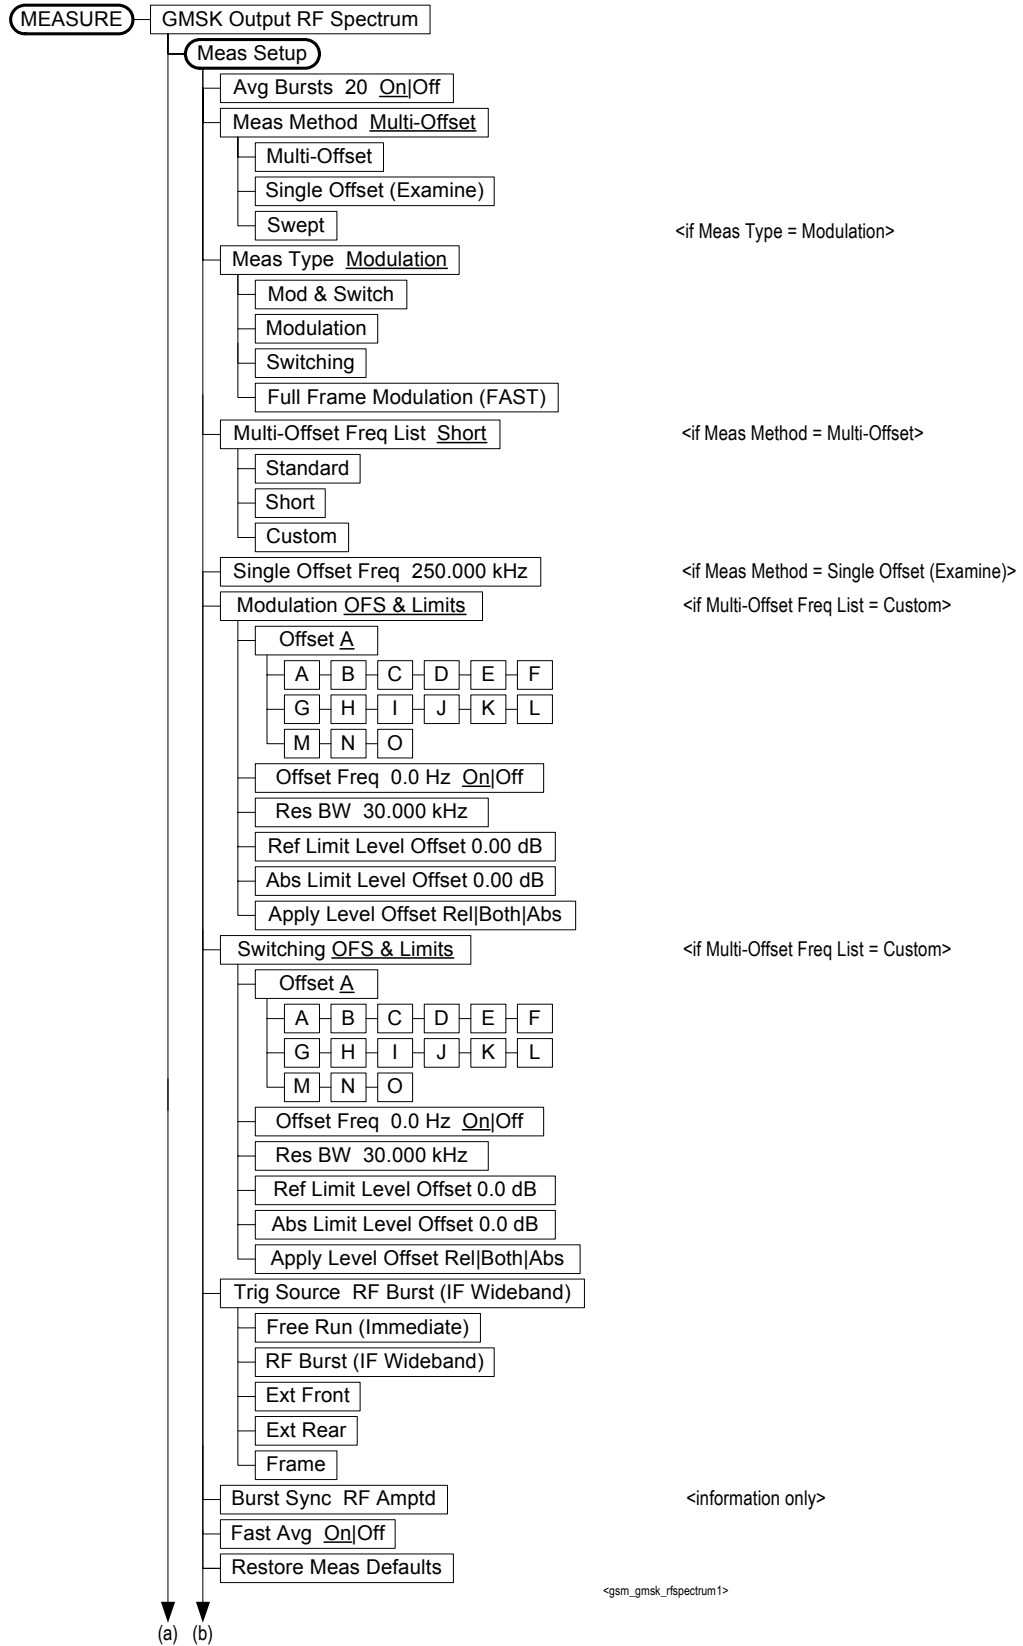 MEASURE GMSK Output RF Spectrum
Meas Setup
Avg Bursts 20 On|Off
Meas Method Multi-Offset
Multi-Offset
Single Offset (Examine)
Swept <if Meas Type = Modulation>
Meas Type Modulation
Mod & Switch
Modulation
Switching
Full Frame Modulation (FAST)
Multi-Offset Freq List Short <if Meas Method = Multi-Offset>
Standard
Short
Custom
Single Offset Freq 250.000 kHz <if Meas Method = Single Offset (Examine)>
Modulation OFS & Limits <if Multi-Offset Freq List = Custom>
Offset A
A B C D E F
G H I J K L
M N O
Offset Freq 0.0 Hz On|Off
Res BW 30.000 kHz
Ref Limit Level Offset 0.00 dB
Abs Limit Level Offset 0.00 dB
Apply Level Offset Rel|Both|Abs
Switching OFS & Limits <if Multi-Offset Freq List = Custom>
Offset A
A B C D E F
G H I J K L
M N O
Offset Freq 0.0 Hz On|Off
Res BW 30.000 kHz
Ref Limit Level Offset 0.0 dB
Abs Limit Level Offset 0.0 dB
Apply Level Offset Rel|Both|Abs
Trig Source RF Burst (IF Wideband)
Free Run (Immediate)
RF Burst (IF Wideband)
Ext Front
Ext Rear
Frame
Burst Sync RF Amptd <information only>
Fast Avg On|Off
Restore Meas Defaults
<gsm_gmsk_rfspectrum1>
(a) (b)